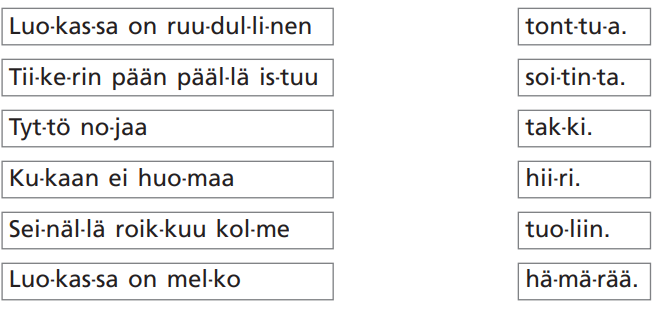 Luo·kas·sa on ruu·dul·li·nen
tont·tu·a.
Tii·ke·rin pään pääl·lä is·tuu
soi·tin·ta.
Tyt·tö no·jaa
tak·ki.
Ku·kaan ei huo·maa
hii·ri.
Sei·näl·lä roik·kuu kol·me
tuo·liin.
Luo·kas·sa on mel·ko
hä·mä·rää.